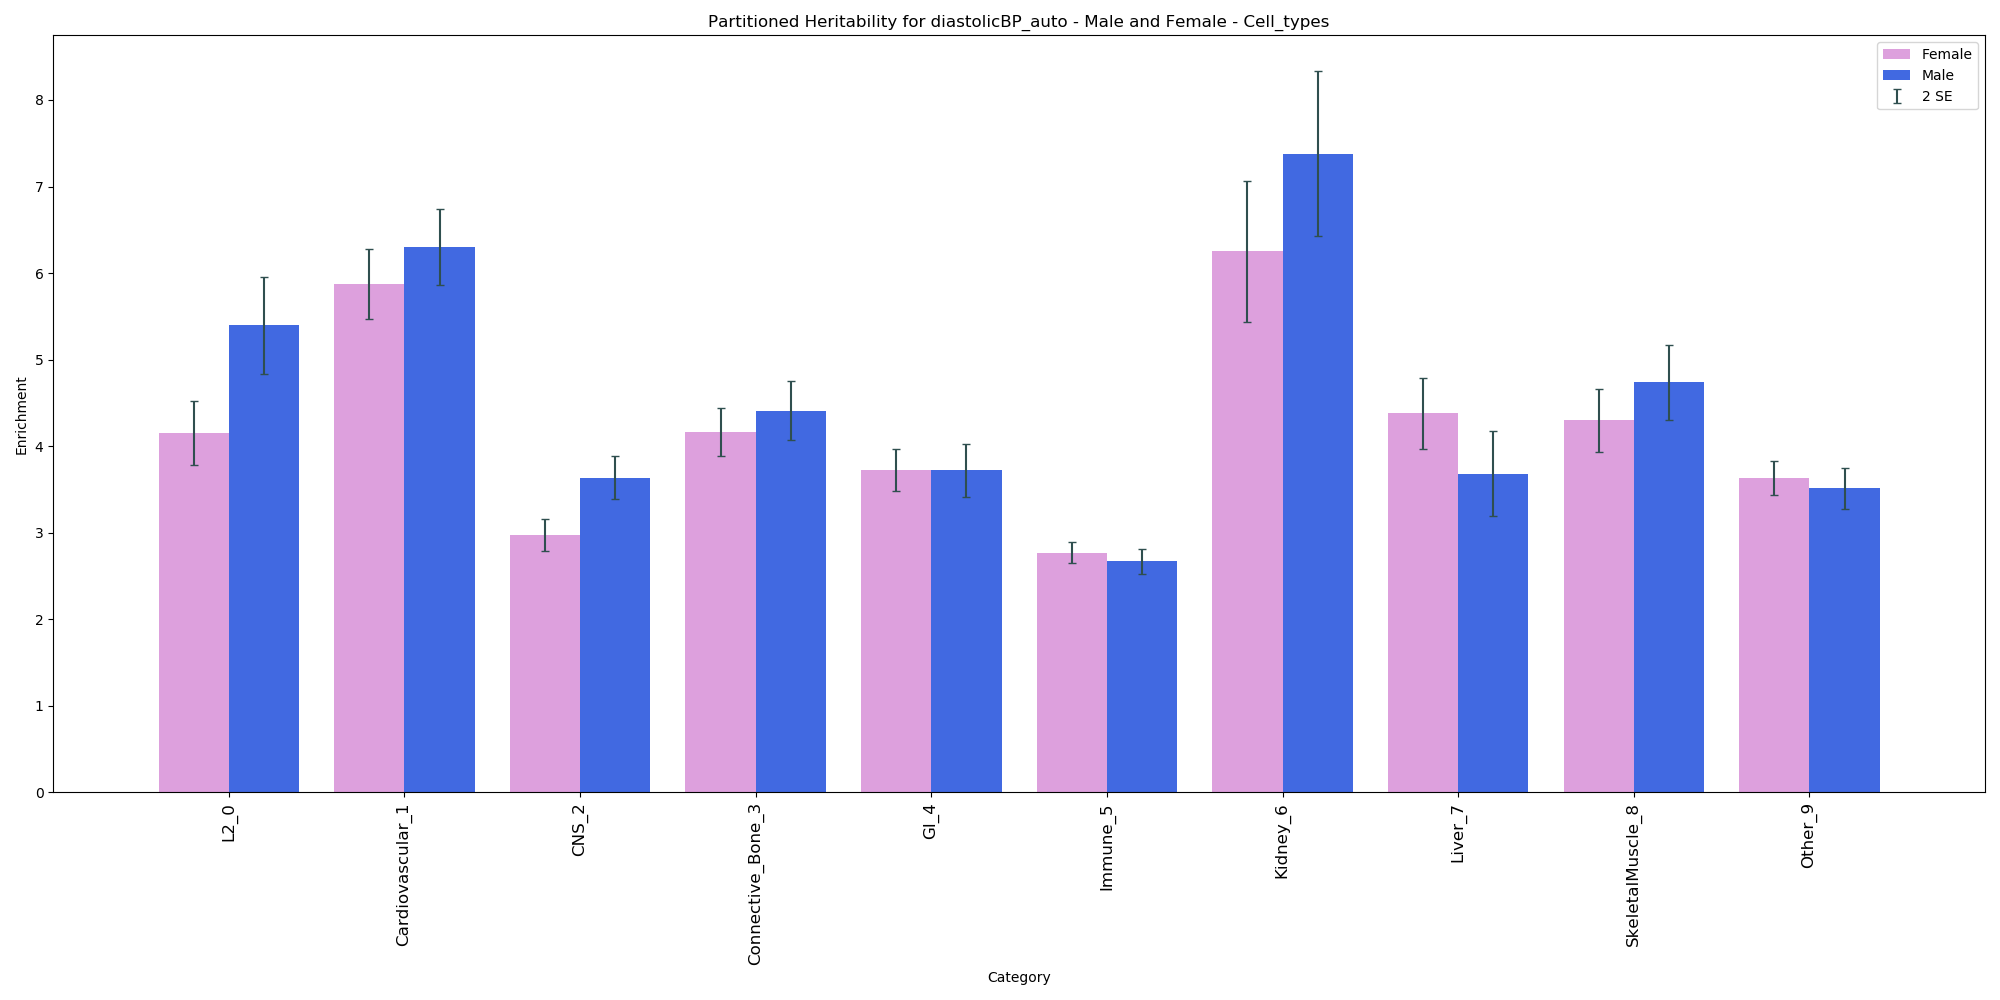 Partitioned Heritability for diastolicBP_auto - Male and Female - Cell_types
Female
Male
2 SE
Enrichment
8
7
6
5
4
3
2
1
0
L2_0
Cardiovascular_1
CNS_2
Connective_Bone_3
GI_4
Immune_5
Kidney_6
Liver_7
SkeletalMuscle_8
Other_9
Category